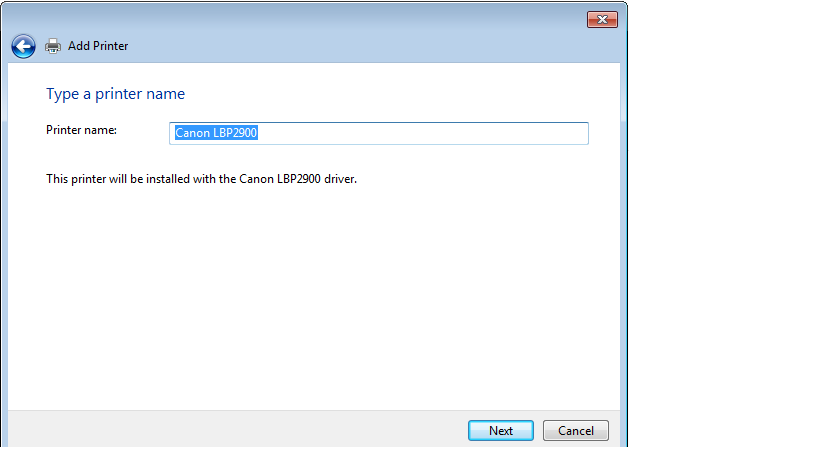 Add Printer
Type a printer name
Printer name:
Canon LBP2900
This printer will be installed with the Canon LBP2900 driver.
Next
Cancel